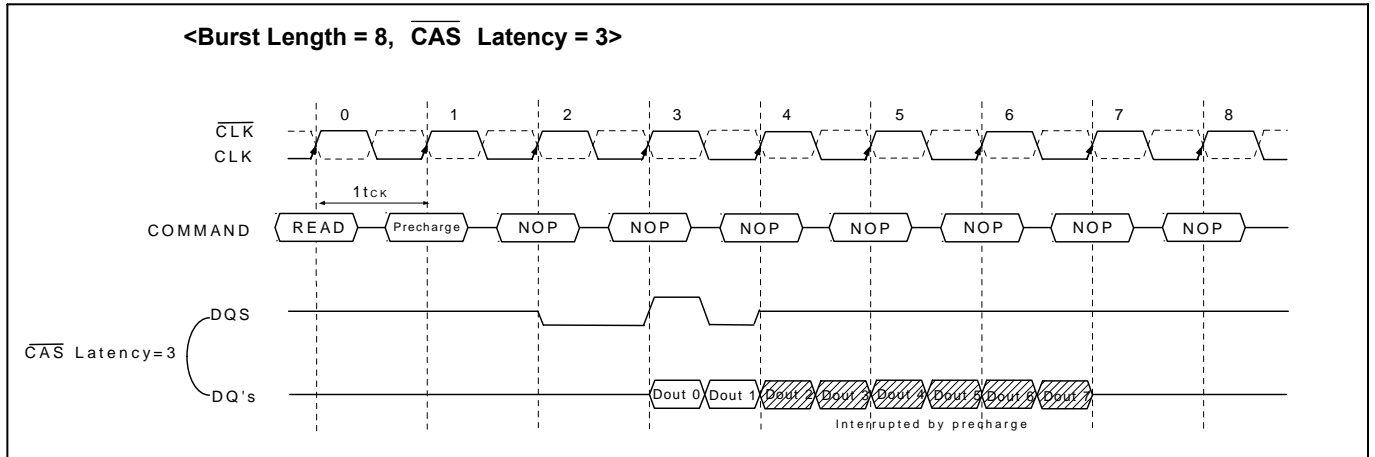 <Burst Length = 8, CAS Latency = 3>
0 1 2 3 4 5 6 7 8
CLK
CLK
1tCK
COMMAND READ Precharge NOP NOP NOP NOP NOP NOP NOP
DQS
CAS Latency=3
DQ's Dout 0 Dout 1 Dout 2 Dout 3 Dout 4 Dout 5 Dout 6 Dout 7
Interrupted by precharge